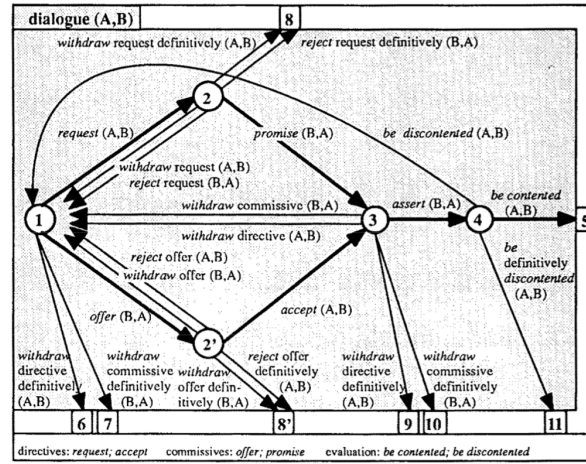 dialogue (A,B)
8
withdraw request definitively (A,B)
reject request definitively (B,A)
2
request (A,B)
promise (B,A)
be discontented (A,B)
withdraw request (A,B)
reject request (B,A)
be contented
(A,B)
withdraw commissive (B,A)
assert (B,A)
1
3
4
5
withdraw directive (A,B)
reject offer (A,B)
withdraw offer (B,A)
be
definitively
discontented
(A,B)
offer (B,A)
accept (A,B)
2'
withdraw
directive
definitively
(A,B)
withdraw
commissive
definitively
(B,A)
withdraw
offer defin-
itively (B,A)
reject offer
definitively
(A,B)
withdraw
directive
definitively
(A,B)
withdraw
commissive
definitively
(B,A)
6
7
8'
9
10
11
directives: request; accept commissives: offer; promise evaluation: be contented; be discontented